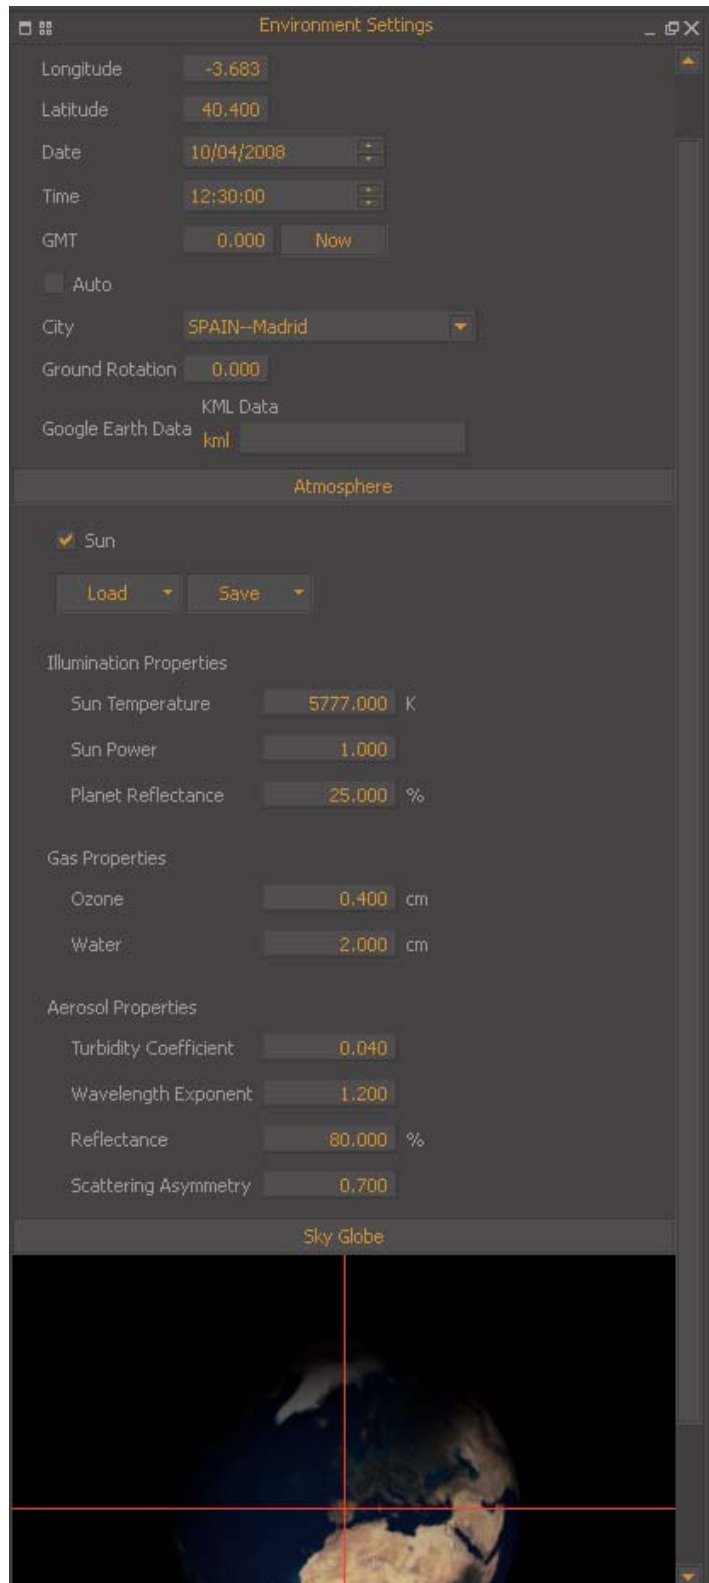 Environment Settings
Longitude -3.683
Latitude 40.400
Date 10/04/2008
Time 12:30:00
GMT 0.000 Now
Auto
City SPAIN--Madrid
Ground Rotation 0.000
KML Data
Google Earth Data kml
Atmosphere
Sun
Load Save
Illumination Properties
Sun Temperature 5777.000 K
Sun Power 1.000
Planet Reflectance 25.000 %
Gas Properties
Ozone 0.400 cm
Water 2.000 cm
Aerosol Properties
Turbidity Coefficient 0.040
Wavelength Exponent 1.200
Reflectance 80.000 %
Scattering Asymmetry 0.700
Sky Globe